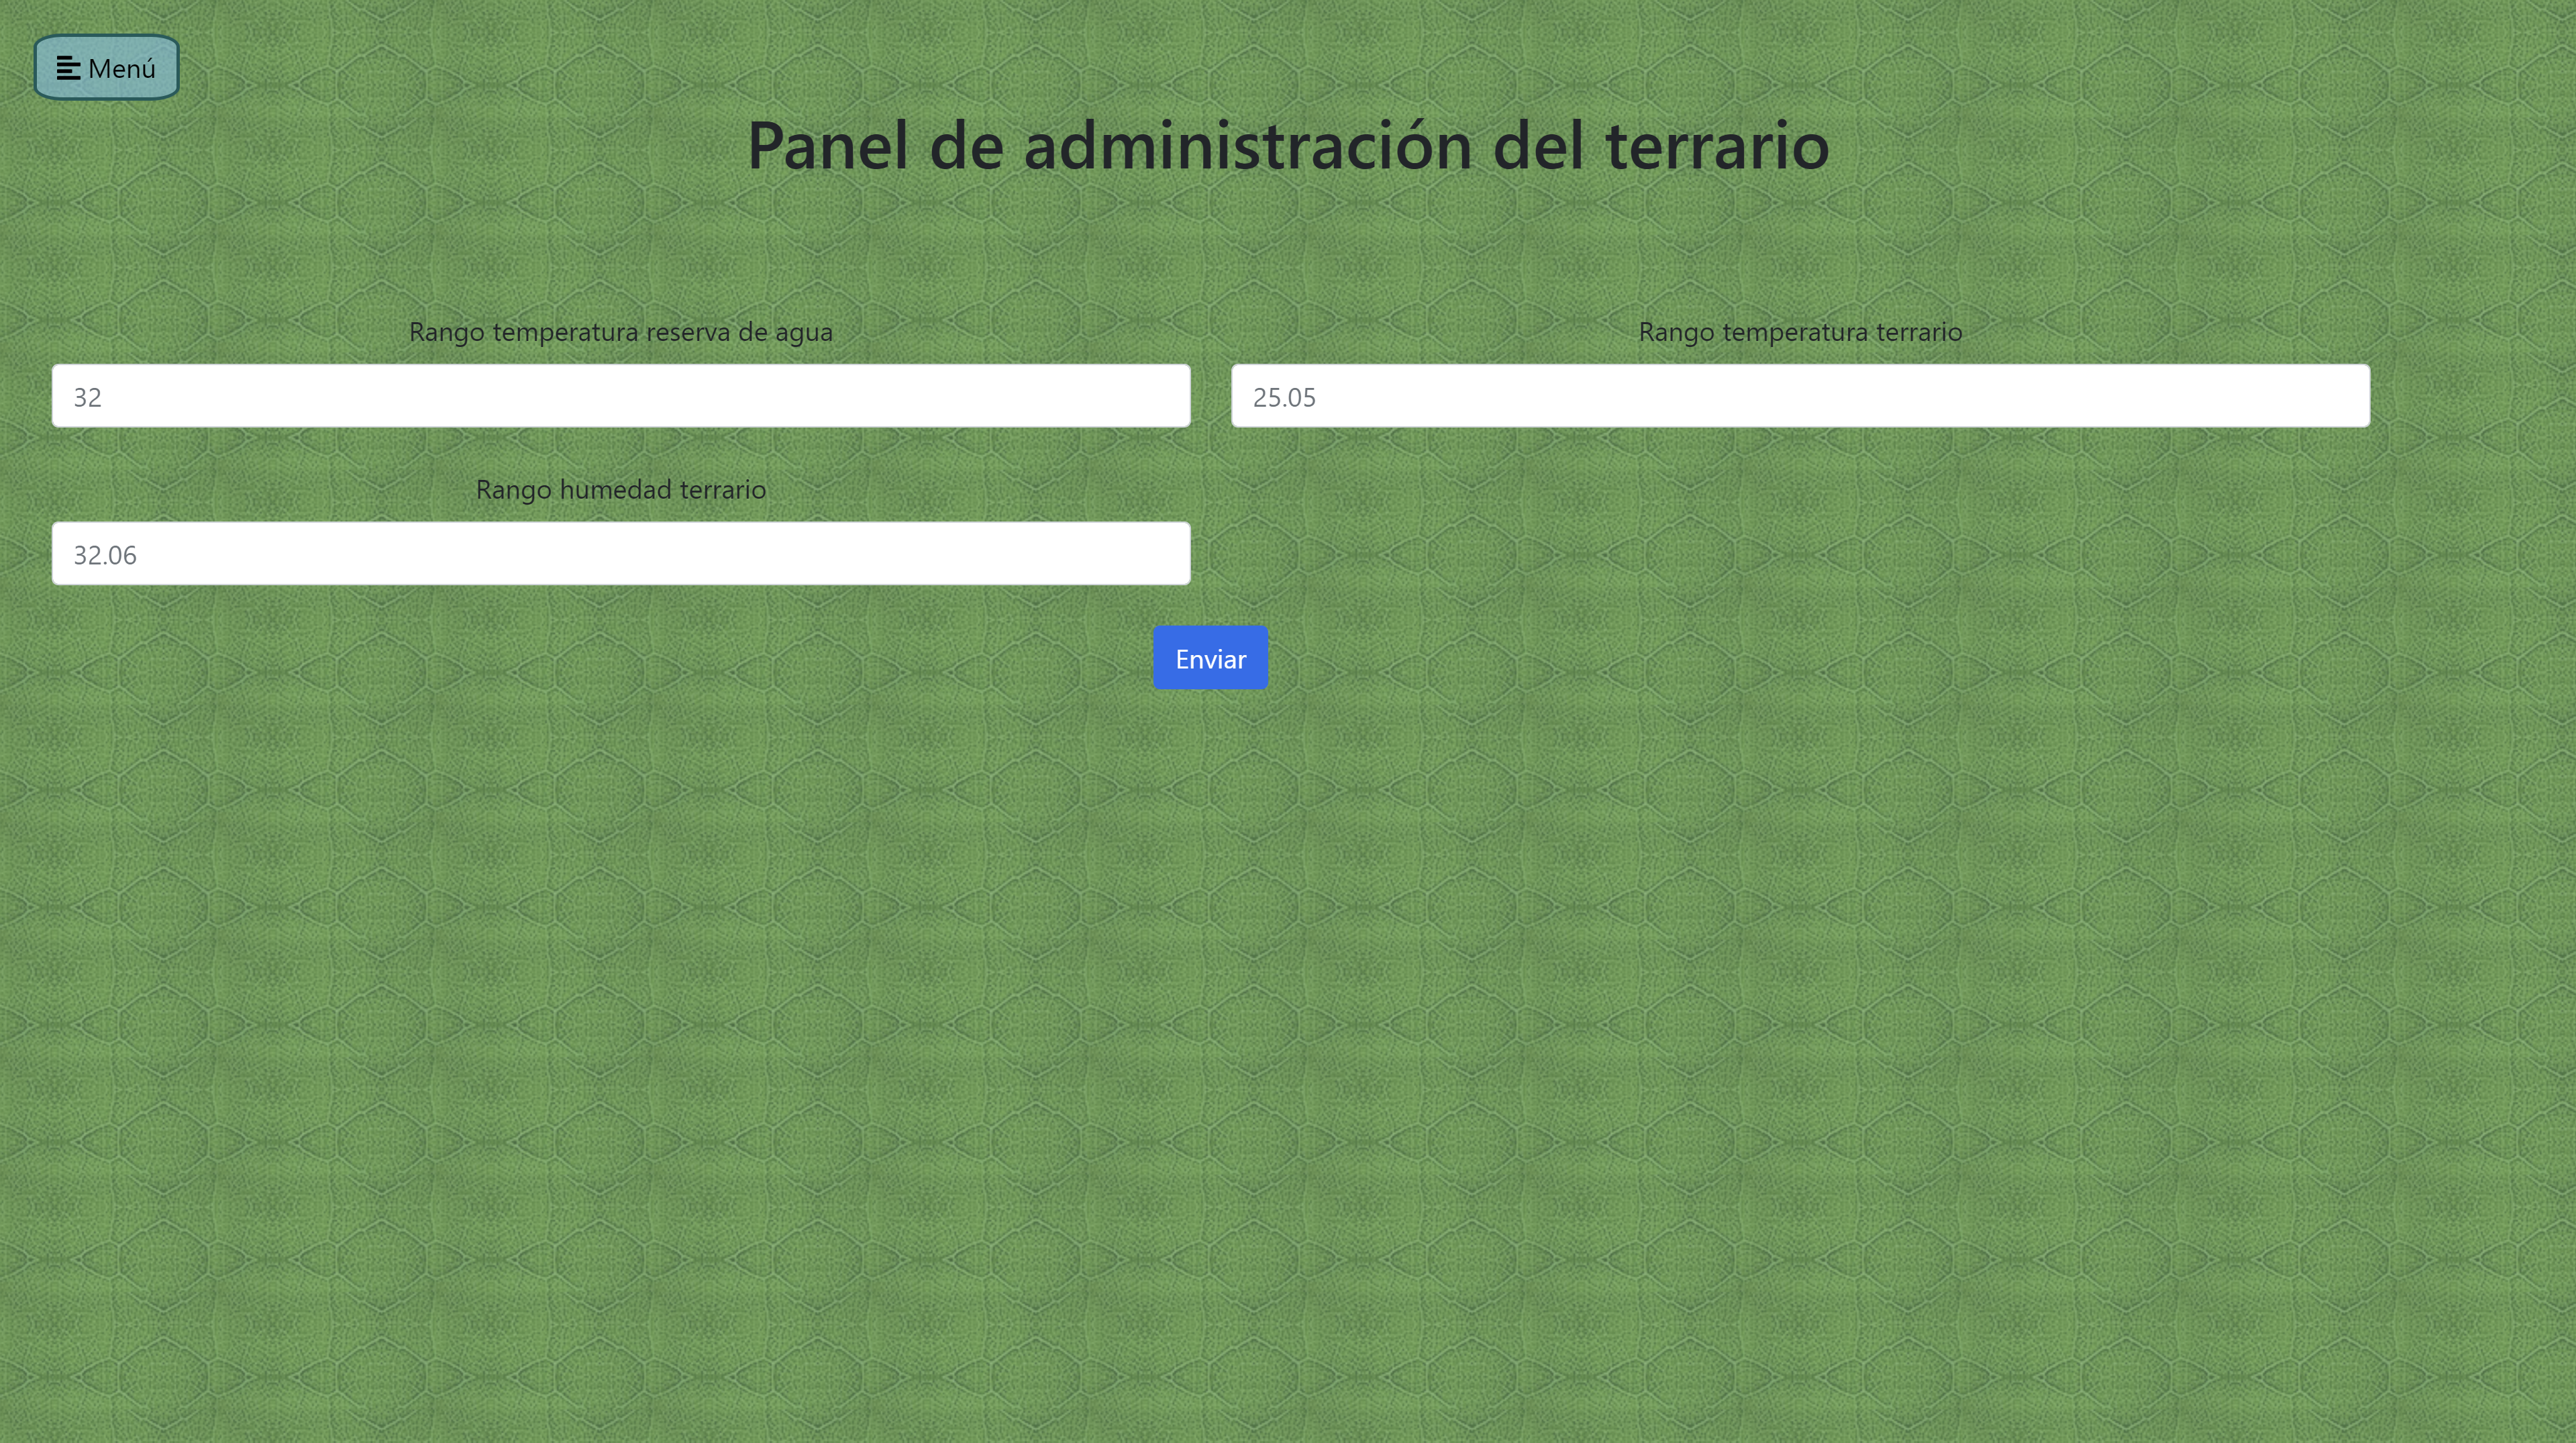 Menú
Panel de administración del terrario
Rango temperatura reserva de agua
32
Rango temperatura terrario
25.05
Rango humedad terrario
32.06
Enviar